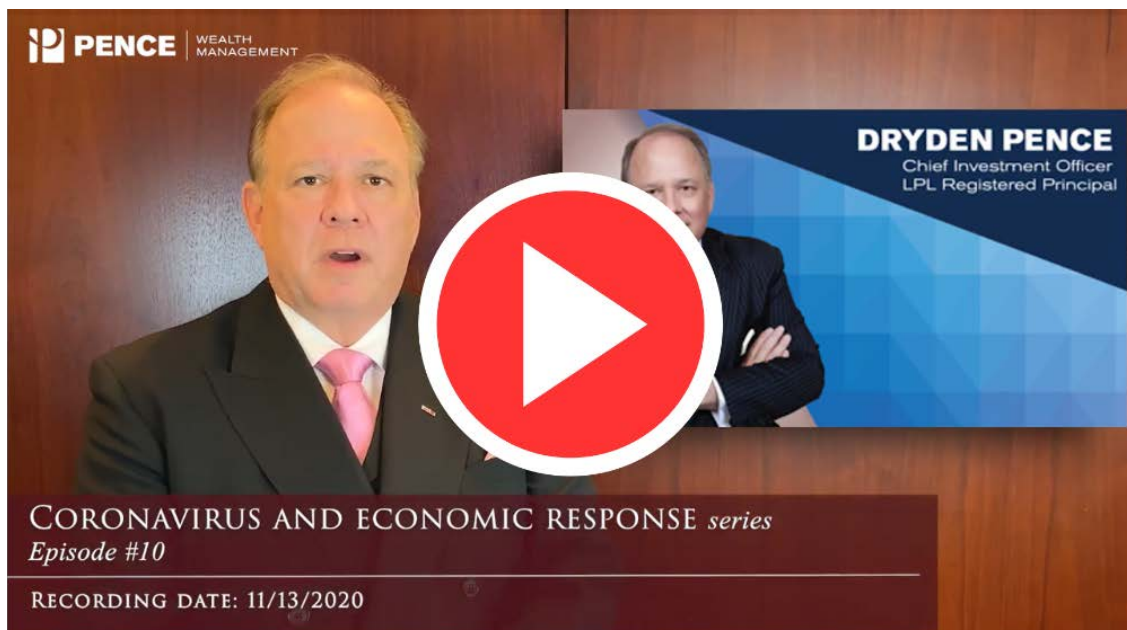 PENCE
WEALTH
MANAGEMENT
DRYDEN PENCE
Chief Investment Officer
LPL Registered Principal
CORONAVIRUS AND ECONOMIC RESPONSE series
Episode #10
RECORDING DATE: 11/13/2020